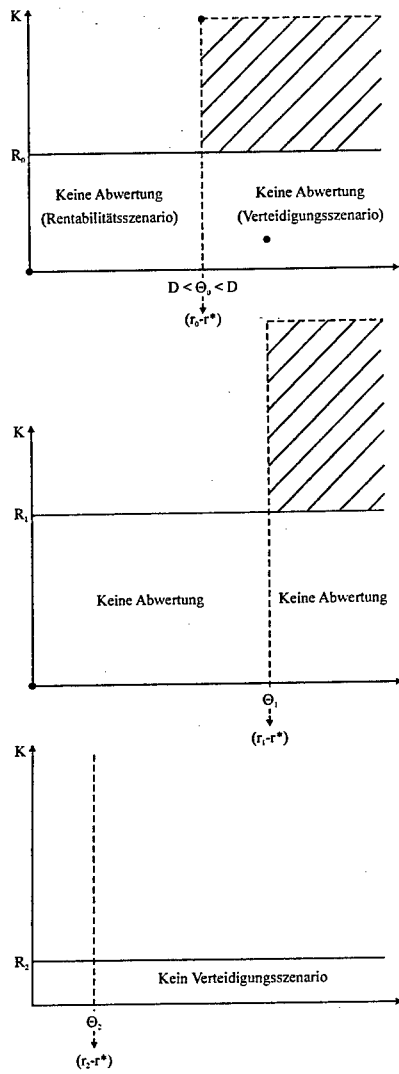 K
R₀
Keine Abwertung
(Rentabilitätsszenario)
Keine Abwertung
(Verteidigungsszenario)
D < Θ₀ < D
(r₀-r*)
K
R₁
Keine Abwertung
Keine Abwertung
Θ₁
(r₁-r*)
K
R₂
Kein Verteidigungsszenario
Θ₂
(r₂-r*)